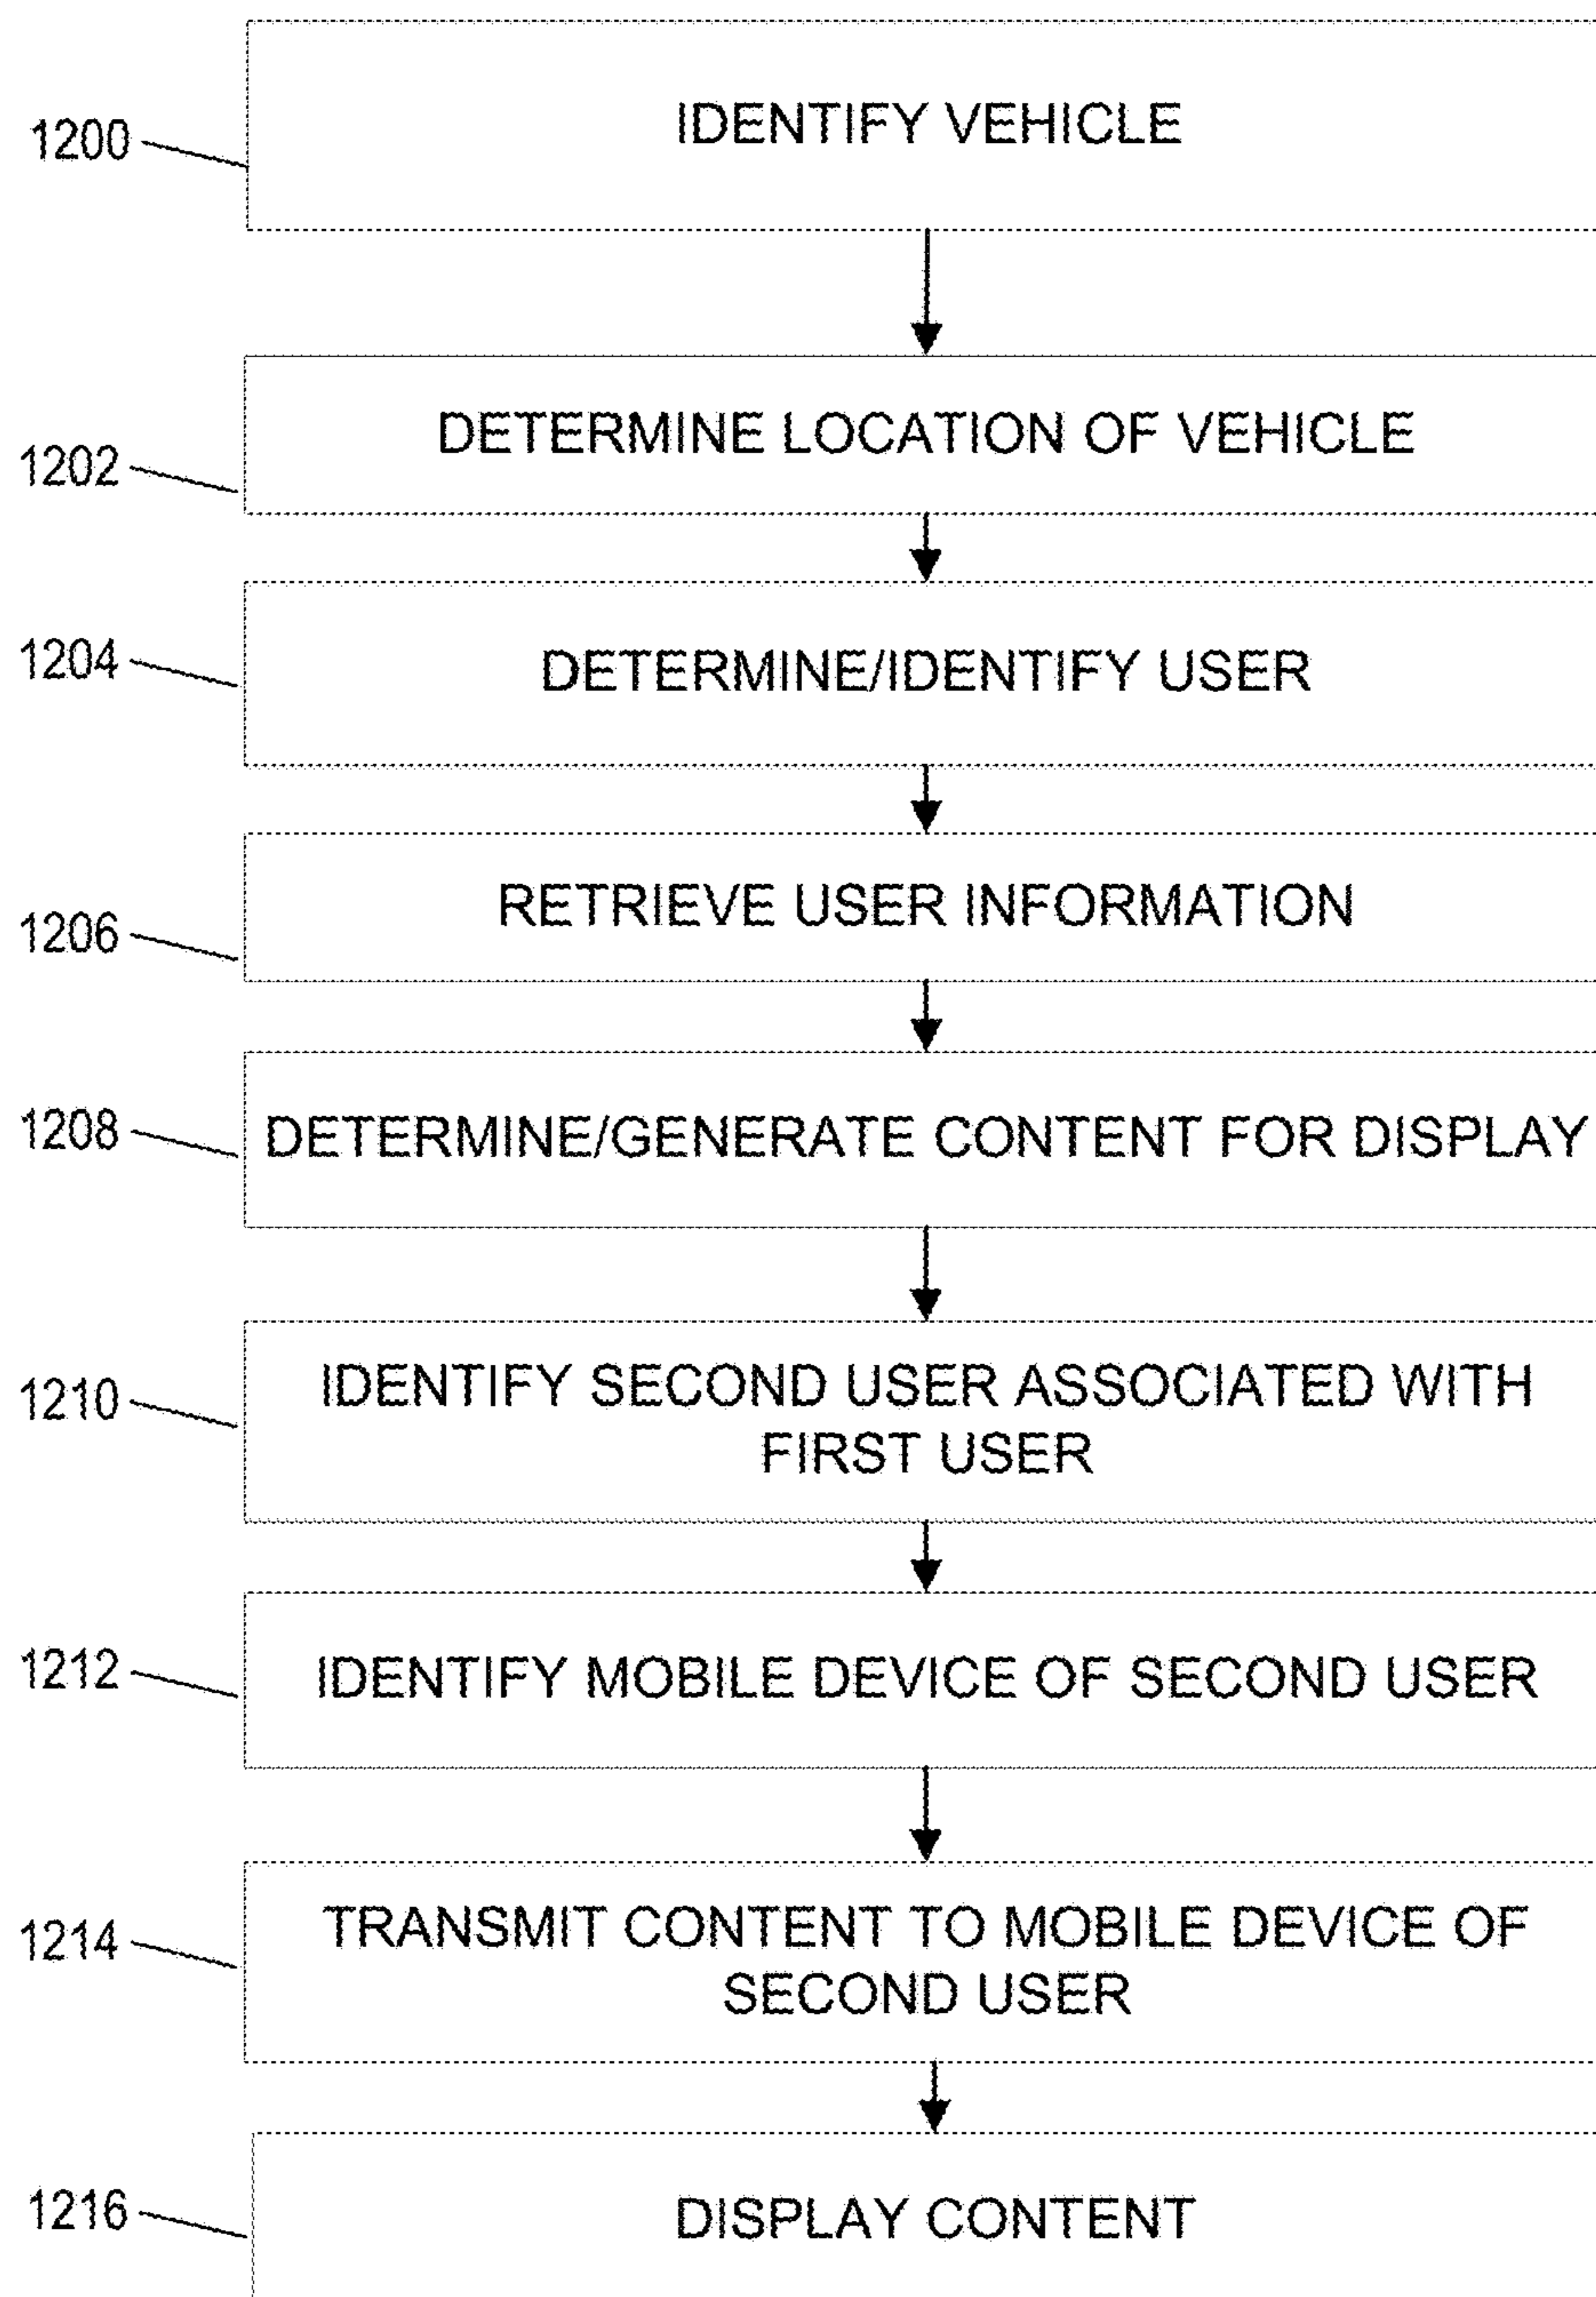 IDENTIFY VEHICLE
1200
DETERMINE LOCATION OF VEHICLE
1202
DETERMINE/IDENTIFY USER
1204
RETRIEVE USER INFORMATION
1206
DETERMINE/GENERATE CONTENT FOR DISPLAY
1208
IDENTIFY SECOND USER ASSOCIATED WITH
FIRST USER
1210
IDENTIFY MOBILE DEVICE OF SECOND USER
1212
TRANSMIT CONTENT TO MOBILE DEVICE OF
SECOND USER
1214
DISPLAY CONTENT
1216